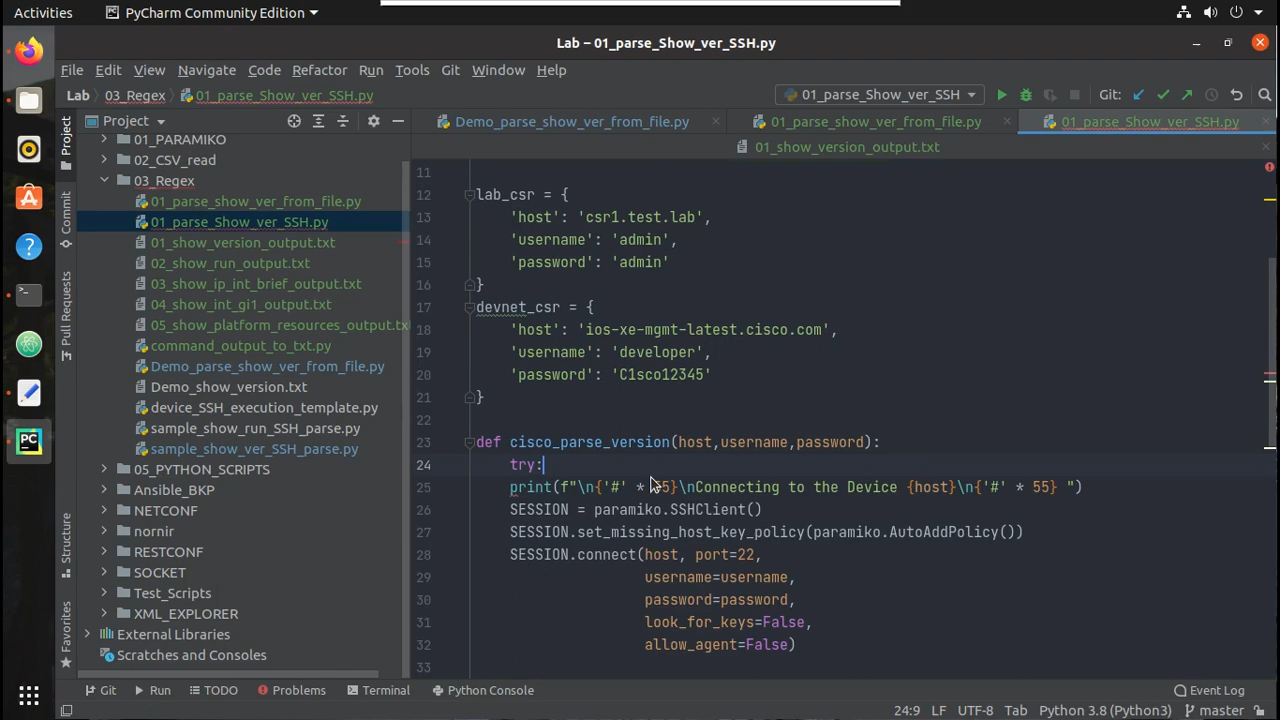 Activities PyCharm Community Edition
Lab – 01_parse_Show_ver_SSH.py
File Edit View Navigate Code Refactor Run Tools Git Window Help
Lab 03_Regex 01_parse_Show_ver_SSH.py 01_parse_Show_ver_SSH Git:
Project Demo_parse_show_ver_from_file.py 01_parse_show_ver_from_file.py 01_parse_Show_ver_SSH.py
01_show_version_output.txt
Project
Commit
Pull Requests
Structure
Favorites
01_PARAMIKO
02_CSV_read
03_Regex
01_parse_show_ver_from_file.py
01_parse_Show_ver_SSH.py
01_show_version_output.txt
02_show_run_output.txt
03_show_ip_int_brief_output.txt
04_show_int_gi1_output.txt
05_show_platform_resources_output.txt
command_output_to_txt.py
Demo_parse_show_ver_from_file.py
Demo_show_version.txt
device_SSH_execution_template.py
sample_show_run_SSH_parse.py
sample_show_ver_SSH_parse.py
05_PYTHON_SCRIPTS
Ansible_BKP
NETCONF
nornir
RESTCONF
SOCKET
Test_Scripts
XML_EXPLORER
External Libraries
Scratches and Consoles
11
12 lab_csr = {
13 'host': 'csr1.test.lab',
14 'username': 'admin',
15 'password': 'admin'
16 }
17 devnet_csr = {
18 'host': 'ios-xe-mgmt-latest.cisco.com',
19 'username': 'developer',
20 'password': 'C1sco12345'
21 }
22
23 def cisco_parse_version(host,username,password):
24 try:
25 print(f"\n{'#' * 55}\nConnecting to the Device {host}\n{'#' * 55} ")
26 SESSION = paramiko.SSHClient()
27 SESSION.set_missing_host_key_policy(paramiko.AutoAddPolicy())
28 SESSION.connect(host, port=22,
29 username=username,
30 password=password,
31 look_for_keys=False,
32 allow_agent=False)
33
Git Run TODO Problems Terminal Python Console Event Log
24:9 LF UTF-8 Tab Python 3.8 (Python3) master